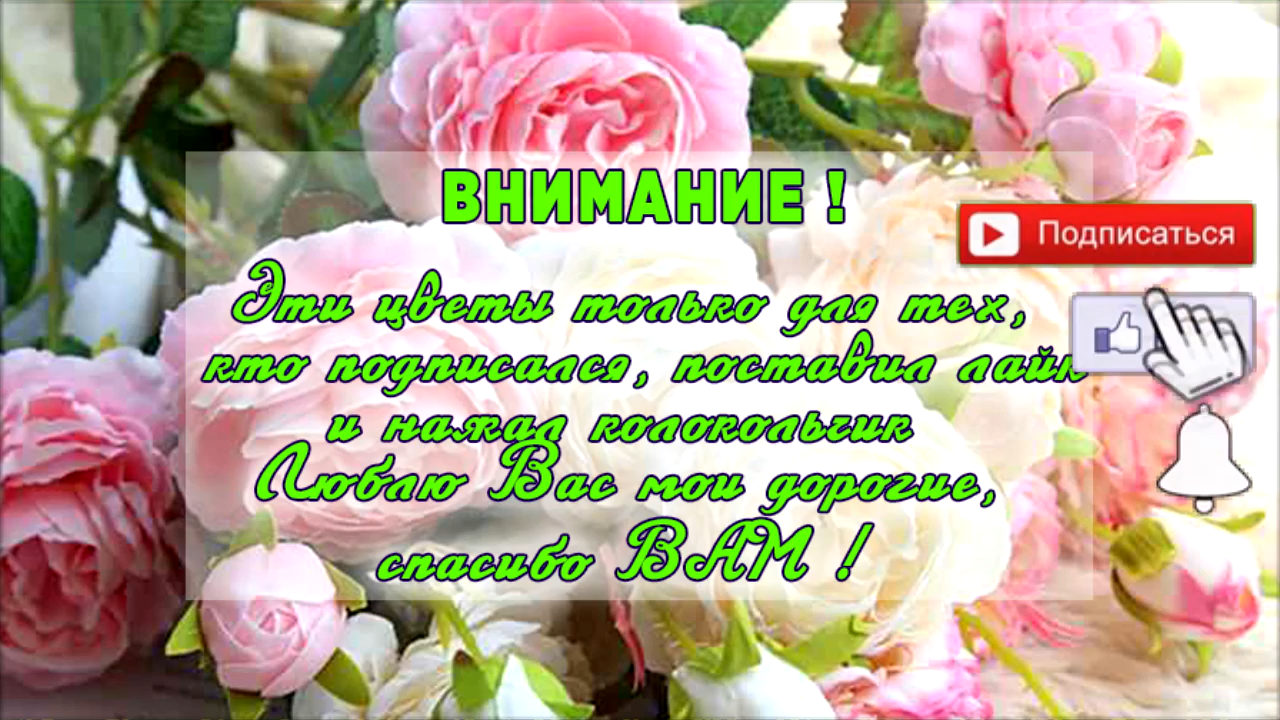 ВНИМАНИЕ !
Подписаться
Эти цветы только для тех,
кто подписался, поставил лайк
и нажал колокольчик
Люблю Вас мои дорогие,
спасибо ВАМ !